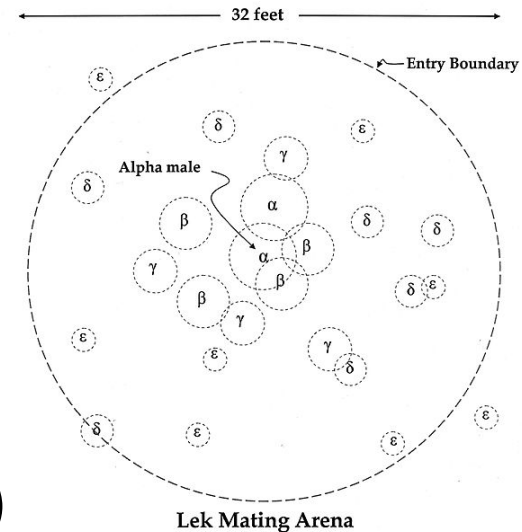 32 feet
Entry Boundary
ε
δ
ε
γ
Alpha male
δ
α
β
δ
δ
β
α
γ
β
δ
ε
β
γ
ε
γ
ε
δ
ε
δ
ε
ε
Lek Mating Arena